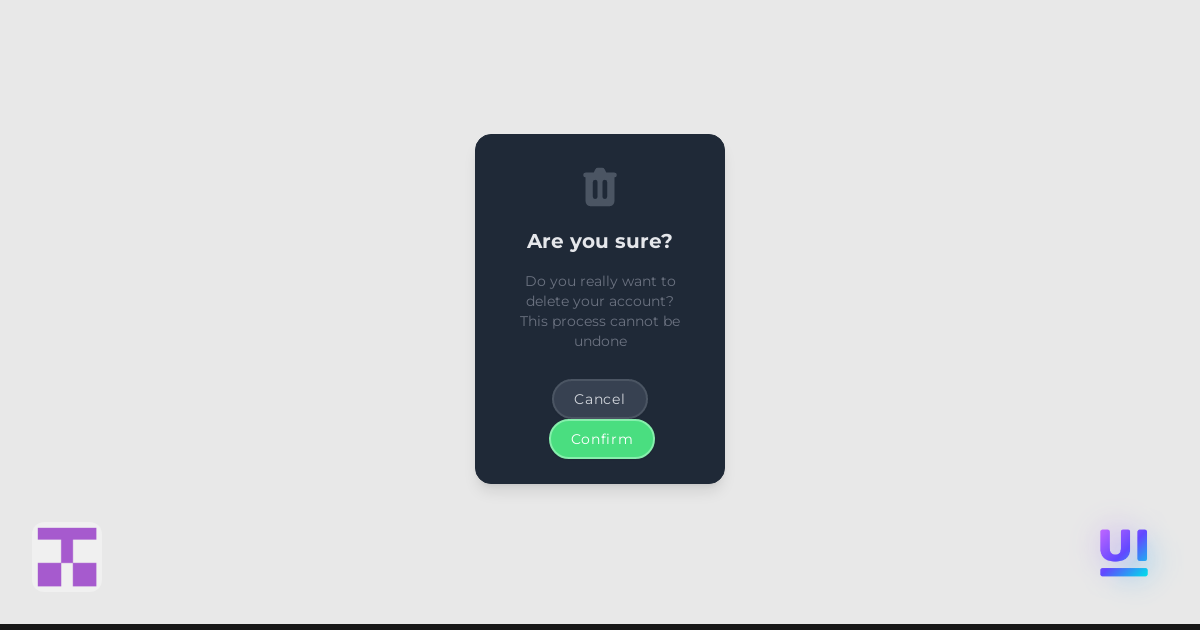 Are you sure?
Do you really want to
delete your account?
This process cannot be
undone
Cancel
Confirm
UI